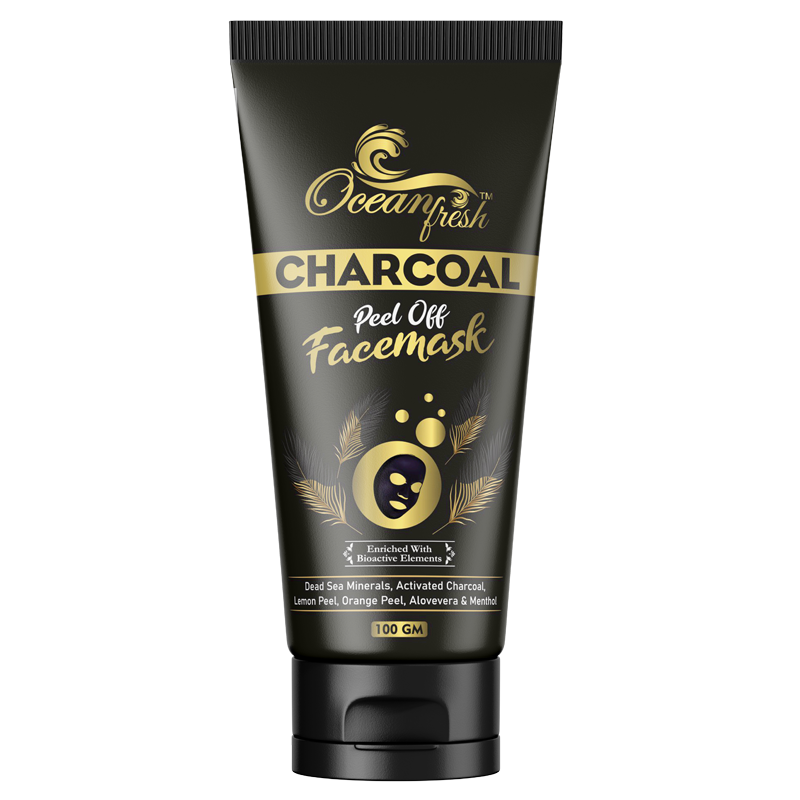 Oceanfresh™
CHARCOAL
Peel Off
Facemask
Enriched With
Bioactive Elements
Dead Sea Minerals, Activated Charcoal,
Lemon Peel, Orange Peel, Alovevera & Menthol
100 GM